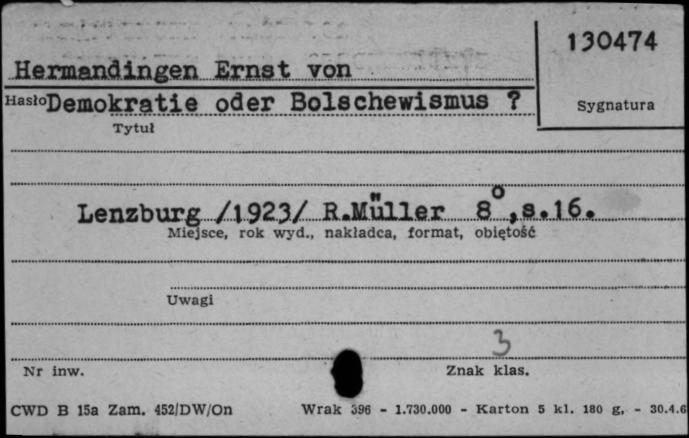 130474
Hermandingen Ernst von
Hasło Demokratie oder Bolschewismus ?
Sygnatura
Tytuł
Lenzburg /1923/ R.Müller 8°,s.16.
Miejsce, rok wyd., nakładca, format, objętość
Uwagi
3
Nr inw. Znak klas.
CWD B 15a Zam. 452/DW/On Wrak 396 - 1.730.000 - Karton 5 kl. 180 g. - 30.4.6